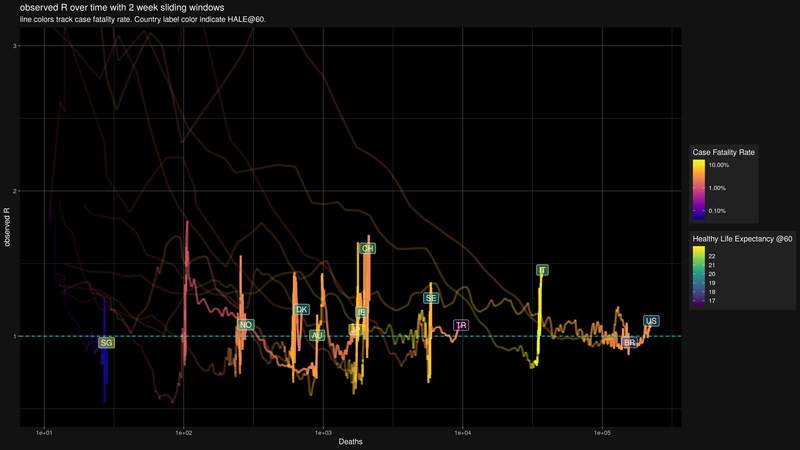 observed R over time with 2 week sliding windows
line colors track case fatality rate. Country label color indicate HALE@60.
observed R
3
2
1
SG
NO
DK
AU
CH
IE
SE
TR
IT
BR
US
1e+01
1e+02
1e+03
1e+04
1e+05
Deaths
Case Fatality Rate
10.00%
1.00%
0.10%
Healthy Life Expectancy @60
22
21
20
19
18
17